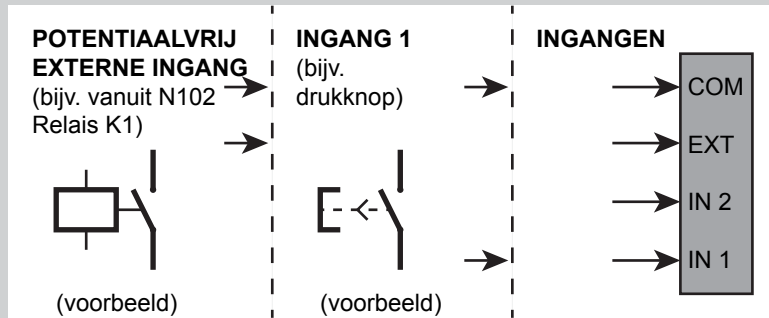 POTENTIAALVRIJ
EXTERNE INGANG
(bijv. vanuit N102
Relais K1)
(voorbeeld)
INGANG 1
(bijv.
drukknop)
(voorbeeld)
INGANGEN
COM
EXT
IN 2
IN 1